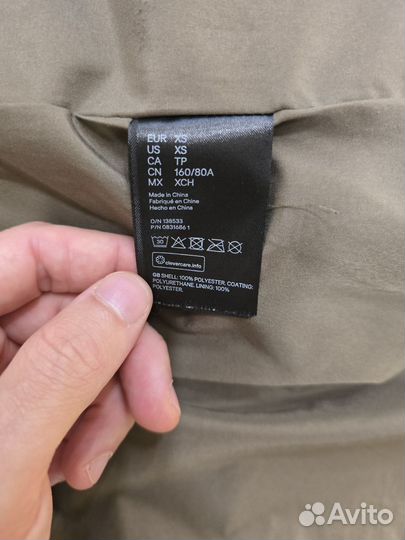 EUR XS
US XS
CA TP
CN 160/80A
MX XCH
Made in China
Fabriqué en Chine
Hecho en China
O/N 138533
P/N 0831686 1
30
clevercare.info
GB SHELL: 100% POLYESTER. COATING:
POLYURETHANE. LINING: 100%
POLYESTER.
Avito